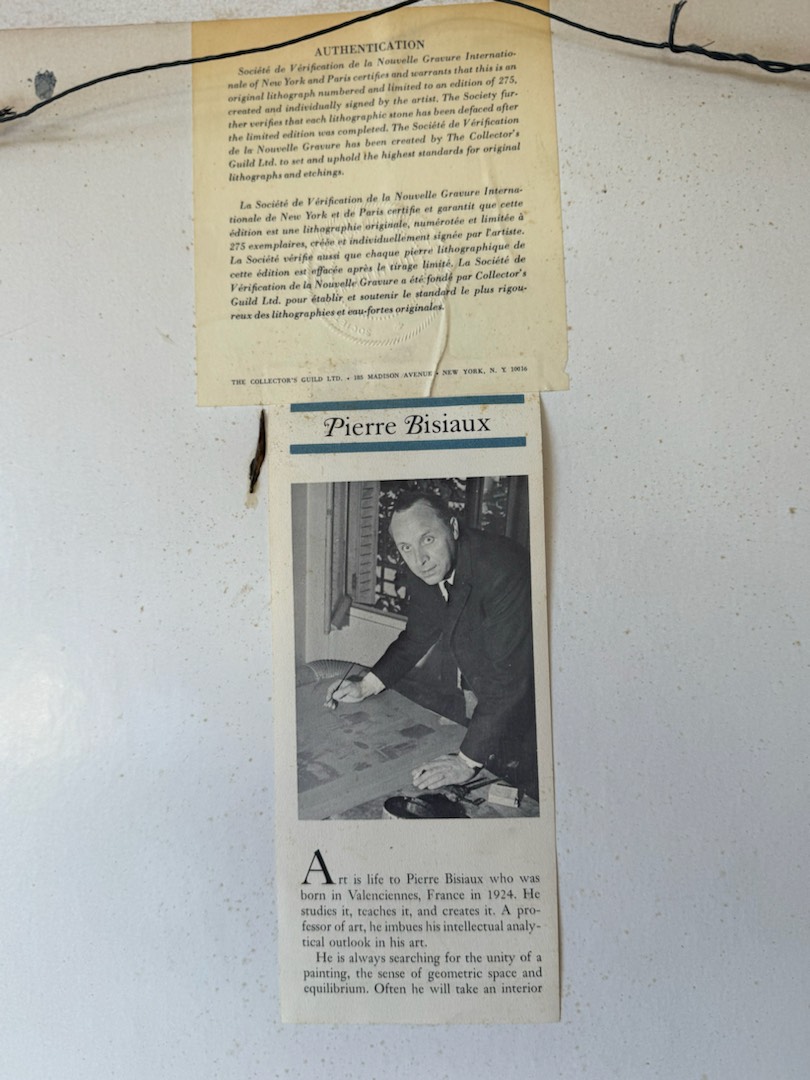 AUTHENTICATION
Société de Vérification de la Nouvelle Gravure Internatio-
nale of New York and Paris certifies and warrants that this is an
original lithograph numbered and limited to an edition of 275,
created and individually signed by the artist. The Society fur-
ther verifies that each lithographic stone has been defaced after
the limited edition was completed. The Société de Vérification
de la Nouvelle Gravure has been created by The Collector's
Guild Ltd. to set and uphold the highest standards for original
lithographs and etchings.
La Société de Vérification de la Nouvelle Gravure Interna-
tionale de New York et de Paris certifie et garantit que cette
édition est une lithographie originale, numérotée et limitée à
275 exemplaires, créée et individuellement signée par l'artiste.
La Société vérifie aussi que chaque pierre lithographique de
cette édition est effacée après le tirage limité. La Société de
Vérification de la Nouvelle Gravure a été fondé par Collector's
Guild Ltd. pour établir et soutenir le standard le plus rigou-
reux des lithographies et eau-fortes originales.
THE COLLECTOR'S GUILD LTD. • 185 MADISON AVENUE • NEW YORK, N. Y. 10016
Pierre Bisiaux
Art is life to Pierre Bisiaux who was
born in Valenciennes, France in 1924. He
studies it, teaches it, and creates it. A pro-
fessor of art, he imbues his intellectual analy-
tical outlook in his art.
He is always searching for the unity of a
painting, the sense of geometric space and
equilibrium. Often he will take an interior